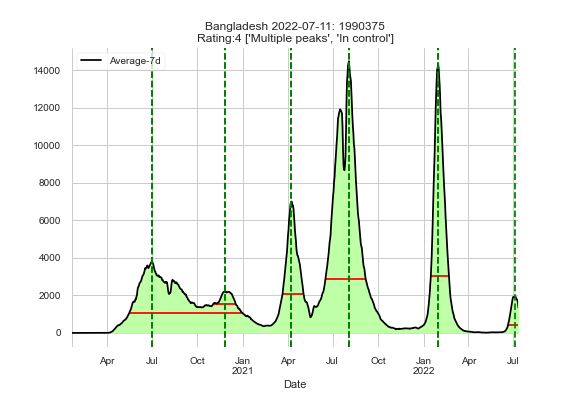 Bangladesh 2022-07-11: 1990375
Rating:4 ['Multiple peaks', 'In control']
Average-7d
14000
12000
10000
8000
6000
4000
2000
0
Apr Jul Oct Jan Apr Jul Oct Jan Apr Jul
2021 2022
Date